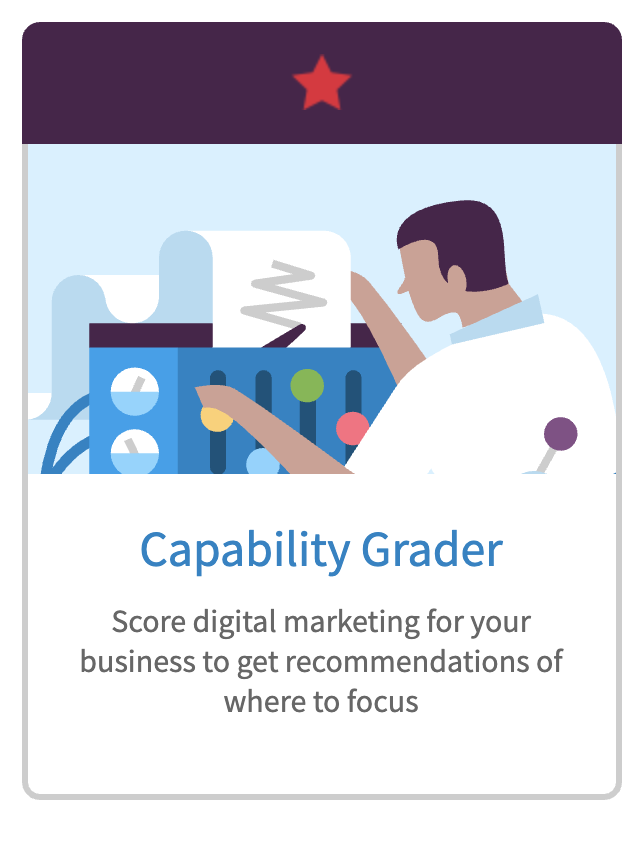 Capability Grader
Score digital marketing for your
business to get recommendations of
where to focus